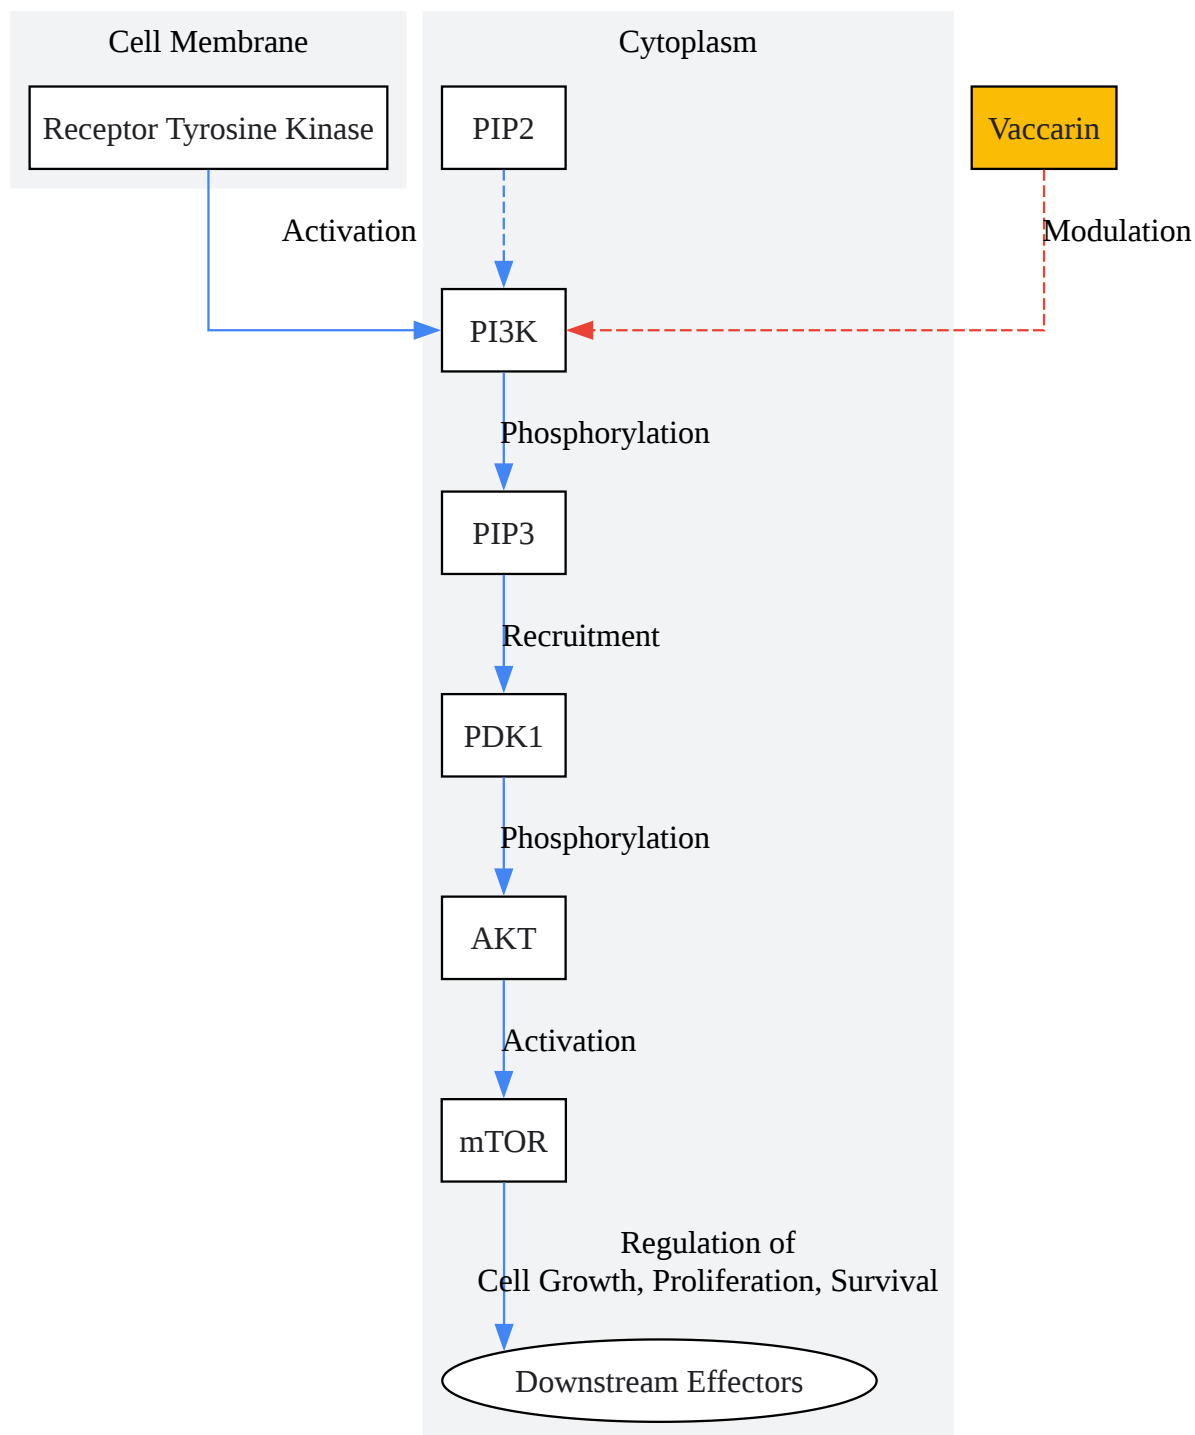 Cell Membrane
Cytoplasm
Receptor Tyrosine Kinase
PIP2
Vaccarin
Activation
Modulation
PI3K
Phosphorylation
PIP3
Recruitment
PDK1
Phosphorylation
AKT
Activation
mTOR
Regulation of
Cell Growth, Proliferation, Survival
Downstream Effectors